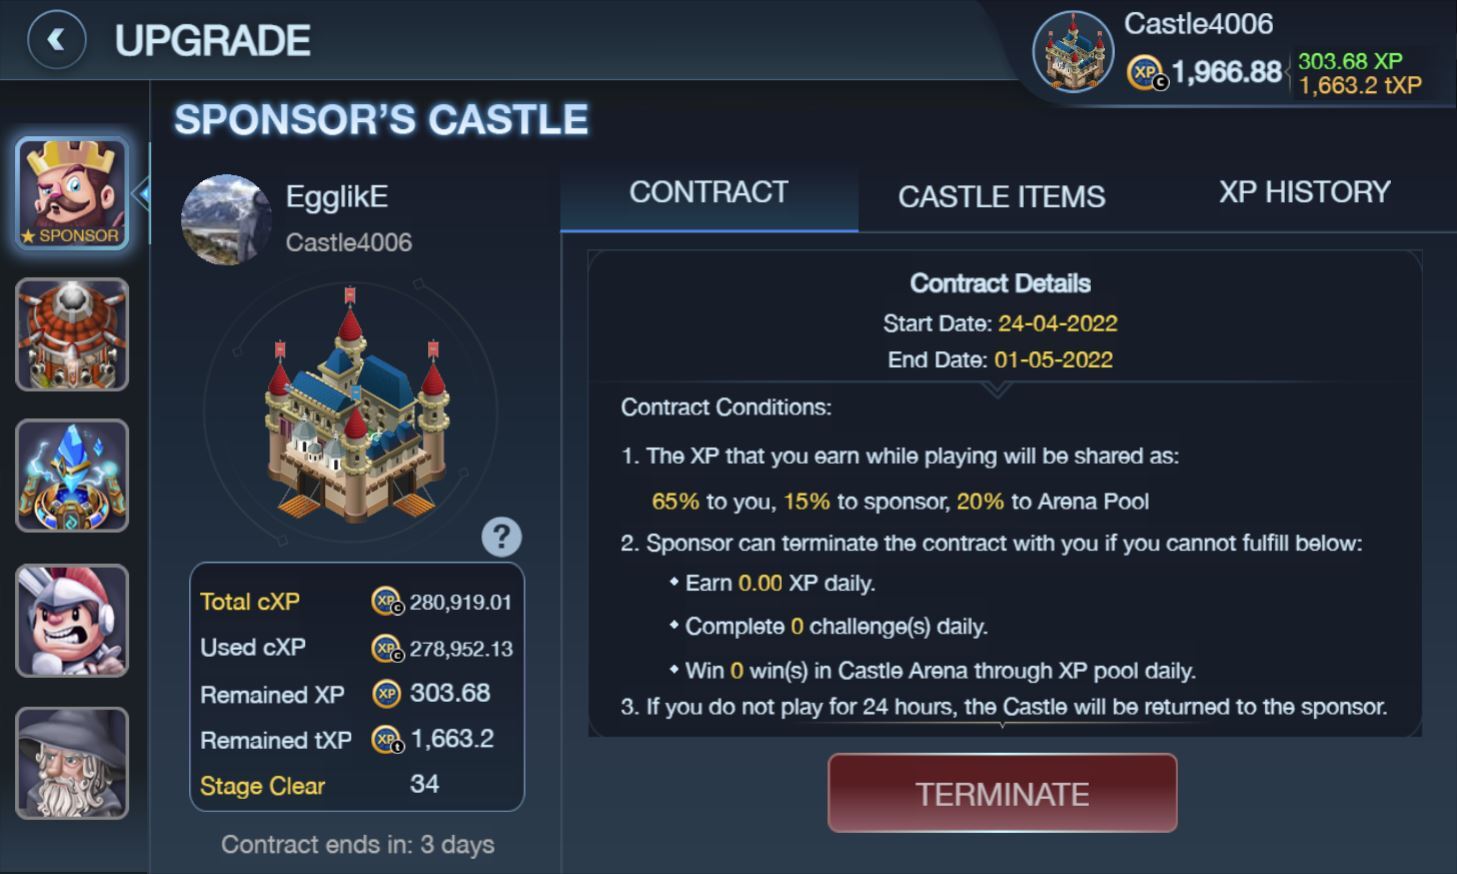 UPGRADE
Castle4006
XP c 1,966.88
303.68 XP
1,663.2 tXP
SPONSOR'S CASTLE
★ SPONSOR
EgglikE
Castle4006
CONTRACT
CASTLE ITEMS
XP HISTORY
Contract Details
Start Date: 24-04-2022
End Date: 01-05-2022
Contract Conditions:
1. The XP that you earn while playing will be shared as:
65% to you, 15% to sponsor, 20% to Arena Pool
2. Sponsor can terminate the contract with you if you cannot fulfill below:
• Earn 0.00 XP daily.
• Complete 0 challenge(s) daily.
• Win 0 win(s) in Castle Arena through XP pool daily.
3. If you do not play for 24 hours, the Castle will be returned to the sponsor.
TERMINATE
?
Total cXP XP c 280,919.01
Used cXP XP c 278,952.13
Remained XP XP 303.68
Remained tXP XP t 1,663.2
Stage Clear 34
Contract ends in: 3 days